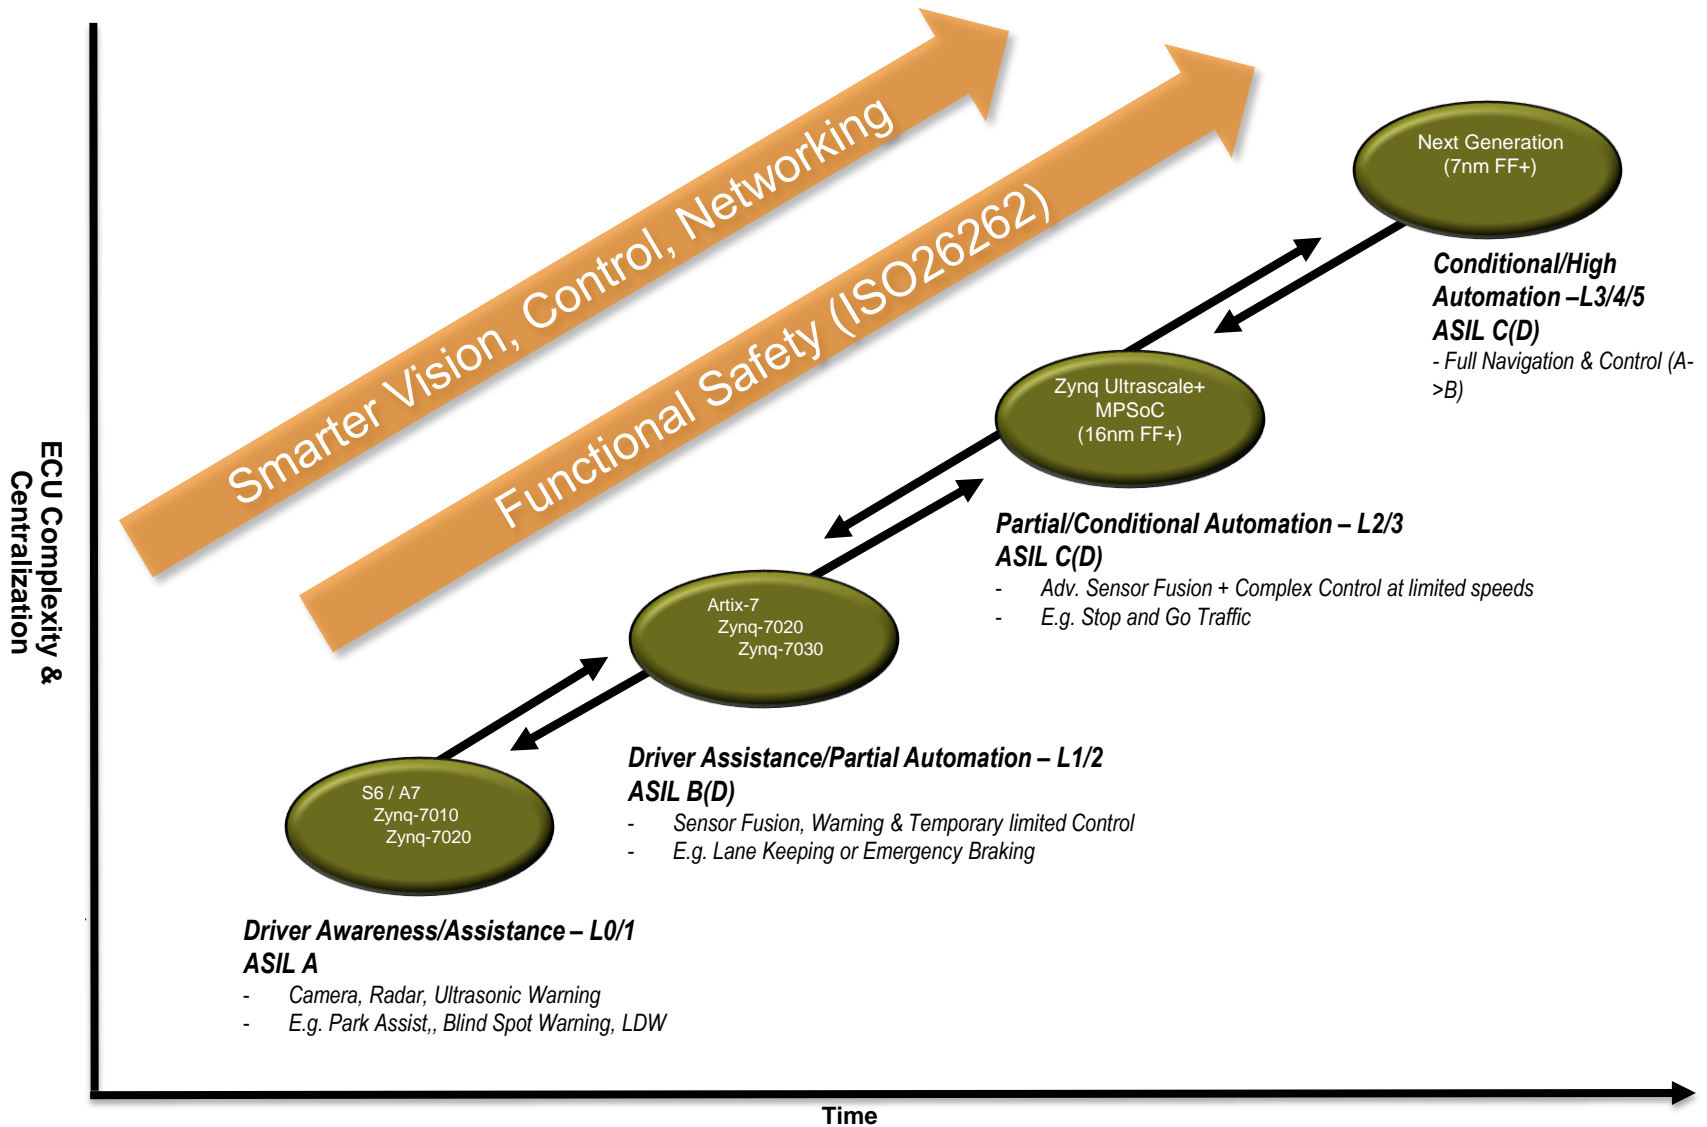 Smarter Vision, Control, Networking
Functional Safety (ISO26262)
Next Generation
(7nm FF+)
Conditional/High
Automation –L3/4/5
ASIL C(D)
- Full Navigation & Control (A-
>B)
Zynq Ultrascale+
MPSoC
(16nm FF+)
Partial/Conditional Automation – L2/3
ASIL C(D)
- Adv. Sensor Fusion + Complex Control at limited speeds
- E.g. Stop and Go Traffic
Artix-7
Zynq-7020
Zynq-7030
Driver Assistance/Partial Automation – L1/2
ASIL B(D)
- Sensor Fusion, Warning & Temporary limited Control
- E.g. Lane Keeping or Emergency Braking
S6 / A7
Zynq-7010
Zynq-7020
Driver Awareness/Assistance – L0/1
ASIL A
- Camera, Radar, Ultrasonic Warning
- E.g. Park Assist,, Blind Spot Warning, LDW
ECU Complexity &
Centralization
Time